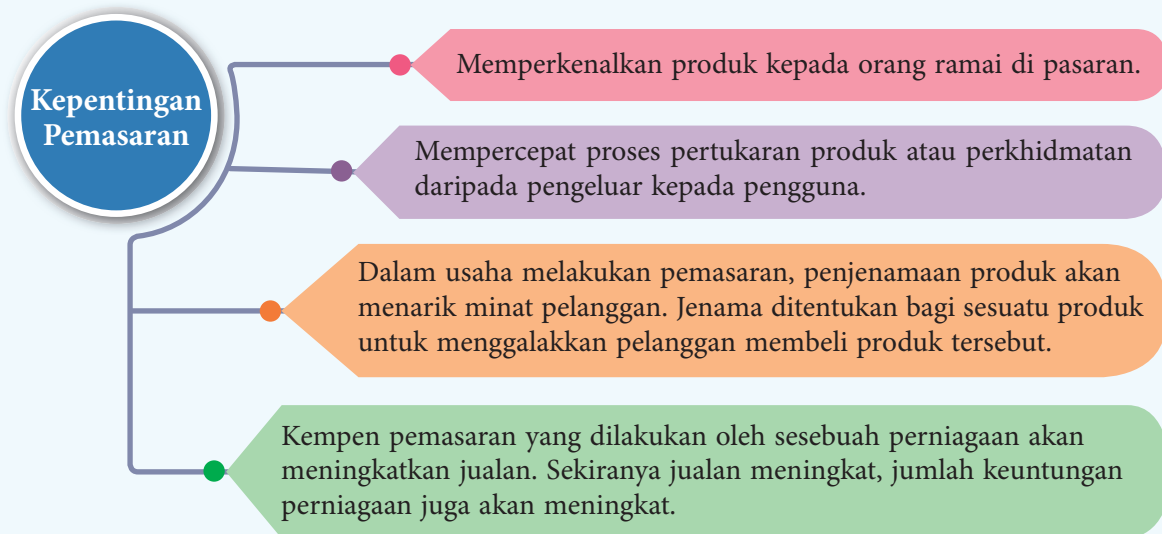 Kepentingan
Pemasaran
Memperkenalkan produk kepada orang ramai di pasaran.
Mempercepat proses pertukaran produk atau perkhidmatan
daripada pengeluar kepada pengguna.
Dalam usaha melakukan pemasaran, penjenamaan produk akan
menarik minat pelanggan. Jenama ditentukan bagi sesuatu produk
untuk menggalakkan pelanggan membeli produk tersebut.
Kempen pemasaran yang dilakukan oleh sesebuah perniagaan akan
meningkatkan jualan. Sekiranya jualan meningkat, jumlah keuntungan
perniagaan juga akan meningkat.